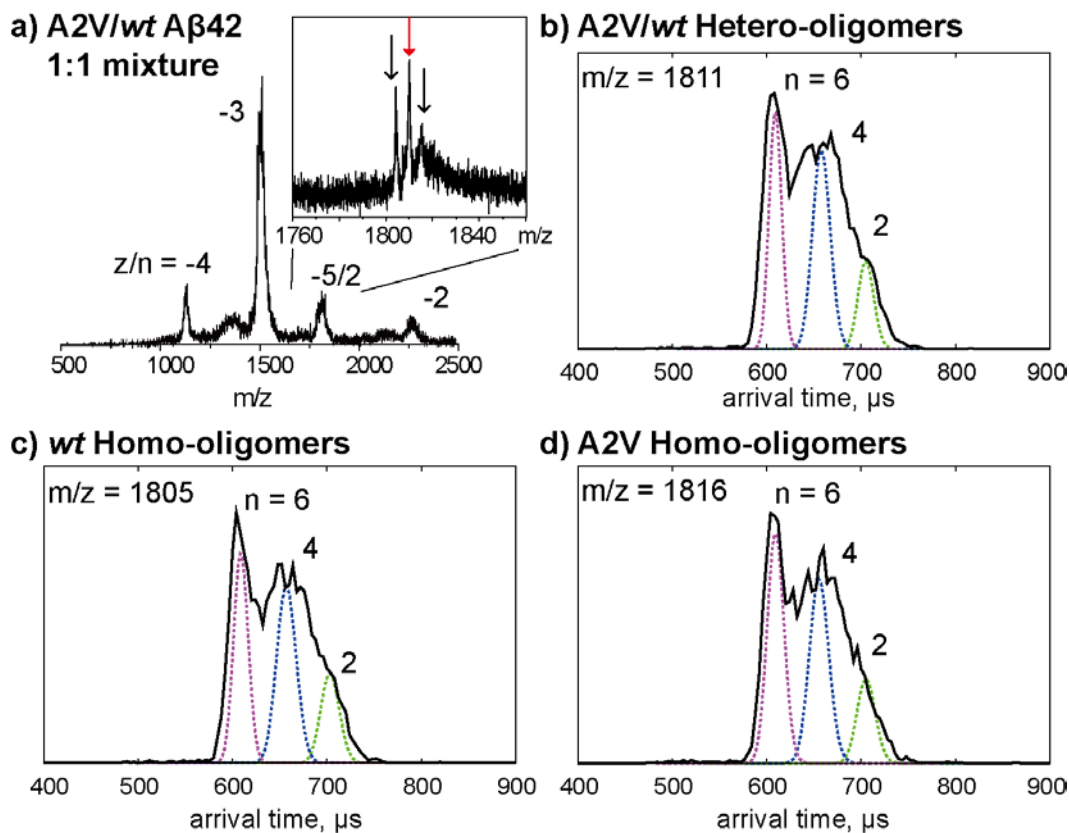 a) A2V/wt Aβ42
1:1 mixture
-3
z/n = -4
-5/2
-2
500 1000 1500 2000 2500
m/z
1760 1800 1840 m/z
b) A2V/wt Hetero-oligomers
m/z = 1811
n = 6
4
2
400 500 600 700 800 900
arrival time, µs
c) wt Homo-oligomers
m/z = 1805
n = 6
4
2
400 500 600 700 800 900
arrival time, µs
d) A2V Homo-oligomers
m/z = 1816
n = 6
4
2
400 500 600 700 800 900
arrival time, µs